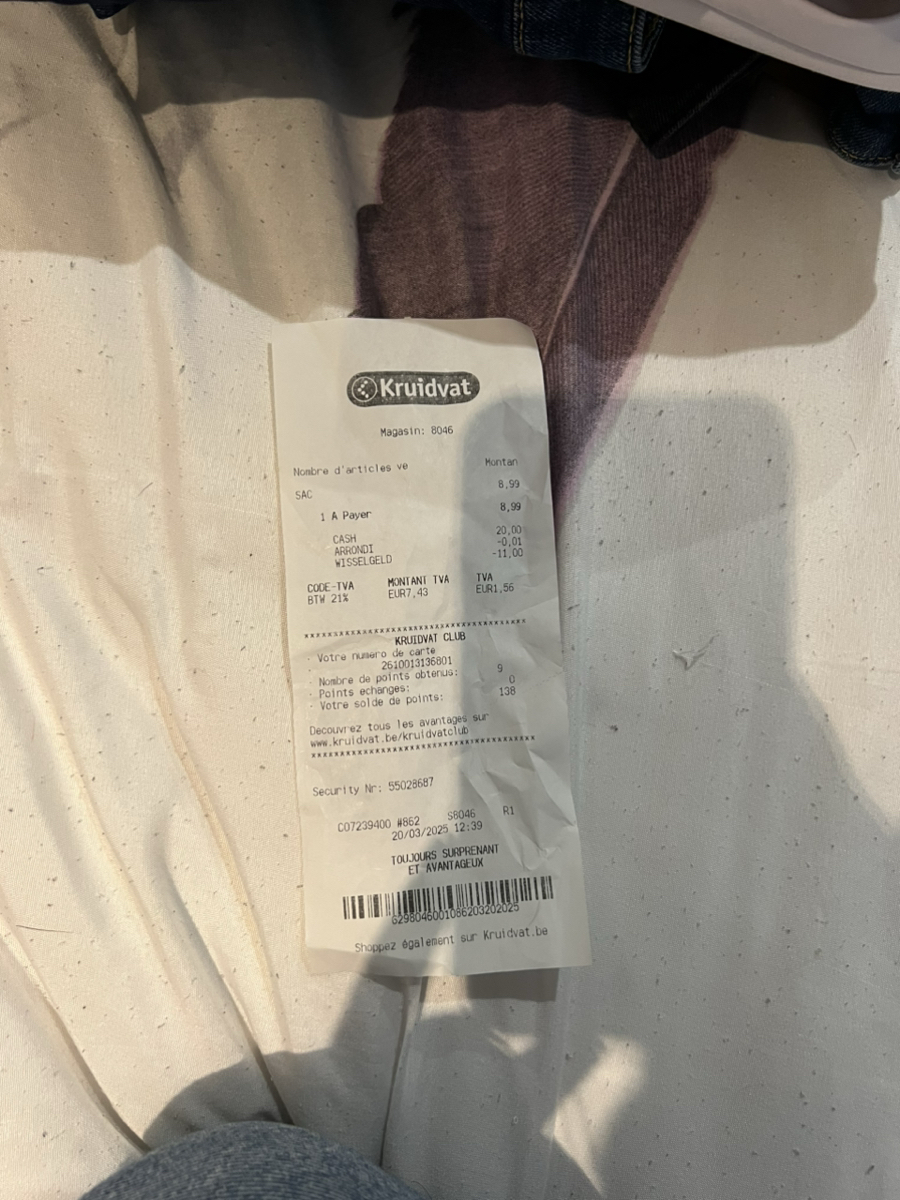 Kruidvat
Magasin: 8046
Nombre d'articles ve Montan
SAC 8,99
1 A Payer 8,99
CASH 20,00
ARRONDI -0,01
WISSELGELD -11,00
CODE-TVA MONTANT TVA TVA
BTW 21% EUR7,43 EUR1,56
KRUIDVAT CLUB
· Votre numero de carte
2610013136801
· Nombre de points obtenus: 9
· Points echanges: 0
· Votre solde de points: 138
Decouvrez tous les avantages sur
www.kruidvat.be/kruidvatclub
Security Nr: 55028687
C07239400 #862 S8046 R1
20/03/2025 12:39
TOUJOURS SURPRENANT
ET AVANTAGEUX
G298046001086203202025
Shoppez également sur Kruidvat.be